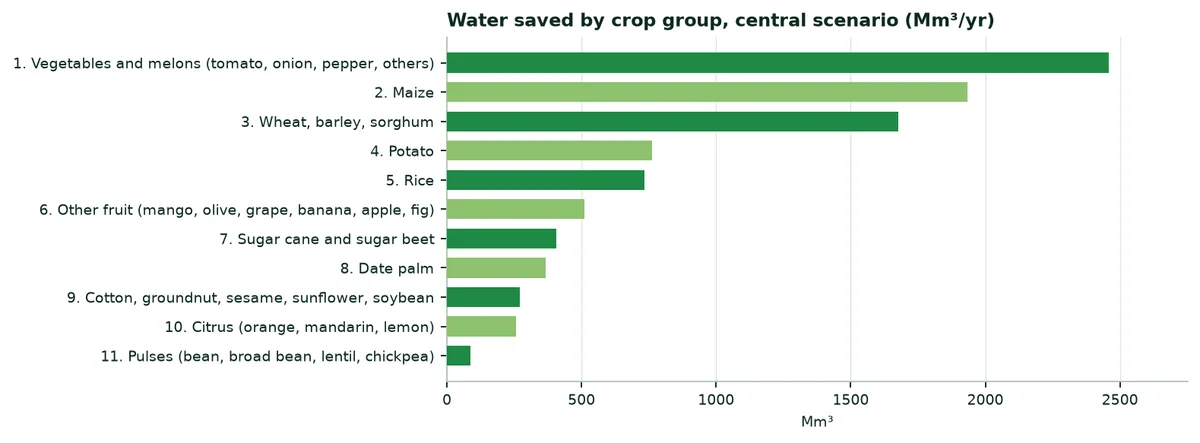 Water saved by crop group, central scenario (Mm³/yr)
1. Vegetables and melons (tomato, onion, pepper, others)
2. Maize
3. Wheat, barley, sorghum
4. Potato
5. Rice
6. Other fruit (mango, olive, grape, banana, apple, fig)
7. Sugar cane and sugar beet
8. Date palm
9. Cotton, groundnut, sesame, sunflower, soybean
10. Citrus (orange, mandarin, lemon)
11. Pulses (bean, broad bean, lentil, chickpea)
0 500 1000 1500 2000 2500
Mm³